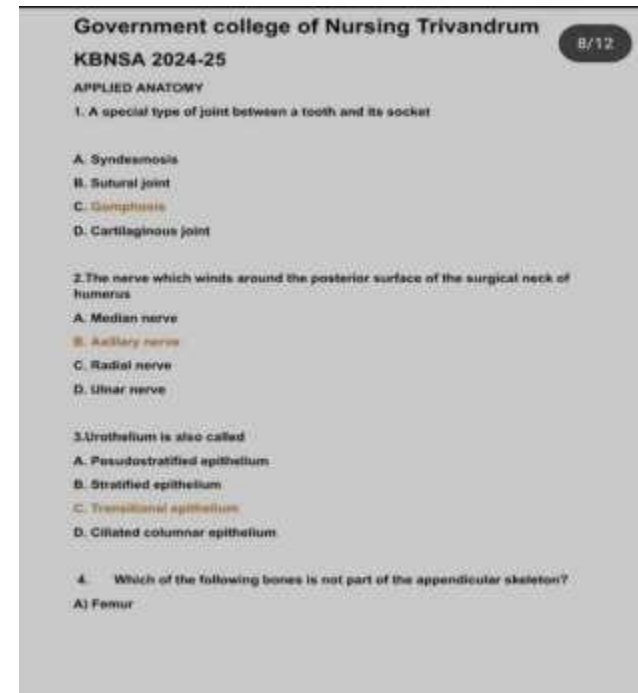 Government college of Nursing Trivandrum
8/12
KBNSA 2024-25
APPLIED ANATOMY
1. A special type of joint between a tooth and its socket
A. Syndesmosis
B. Sutural joint
C. Gomphosis
D. Cartilaginous joint
2.The nerve which winds around the posterior surface of the surgical neck of
humerus
A. Median nerve
B. Axillary nerve
C. Radial nerve
D. Ulnar nerve
3.Urothelium is also called
A. Pesudostratified epithelium
B. Stratified epithelium
C. Transitional epithelium
D. Ciliated columnar epithelium
4. Which of the following bones is not part of the appendicular skeleton?
A) Femur